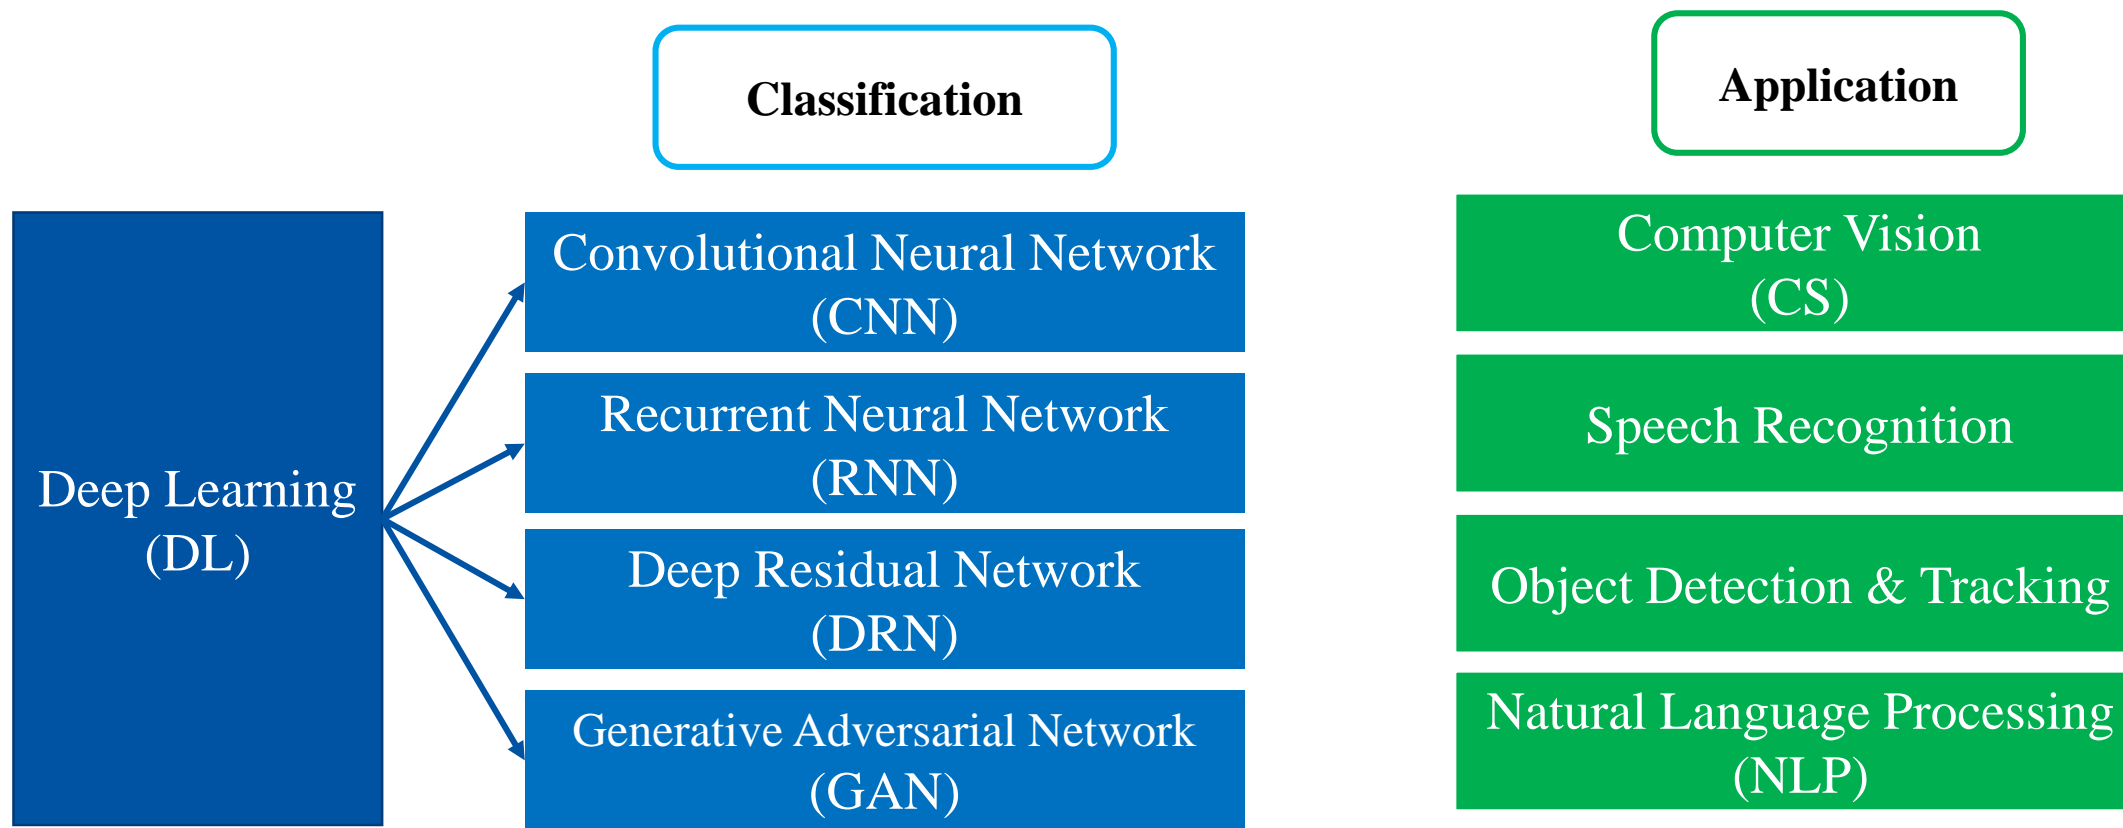 Classification
Application
Deep Learning
(DL)
Convolutional Neural Network
(CNN)
Recurrent Neural Network
(RNN)
Deep Residual Network
(DRN)
Generative Adversarial Network
(GAN)
Computer Vision
(CS)
Speech Recognition
Object Detection & Tracking
Natural Language Processing
(NLP)